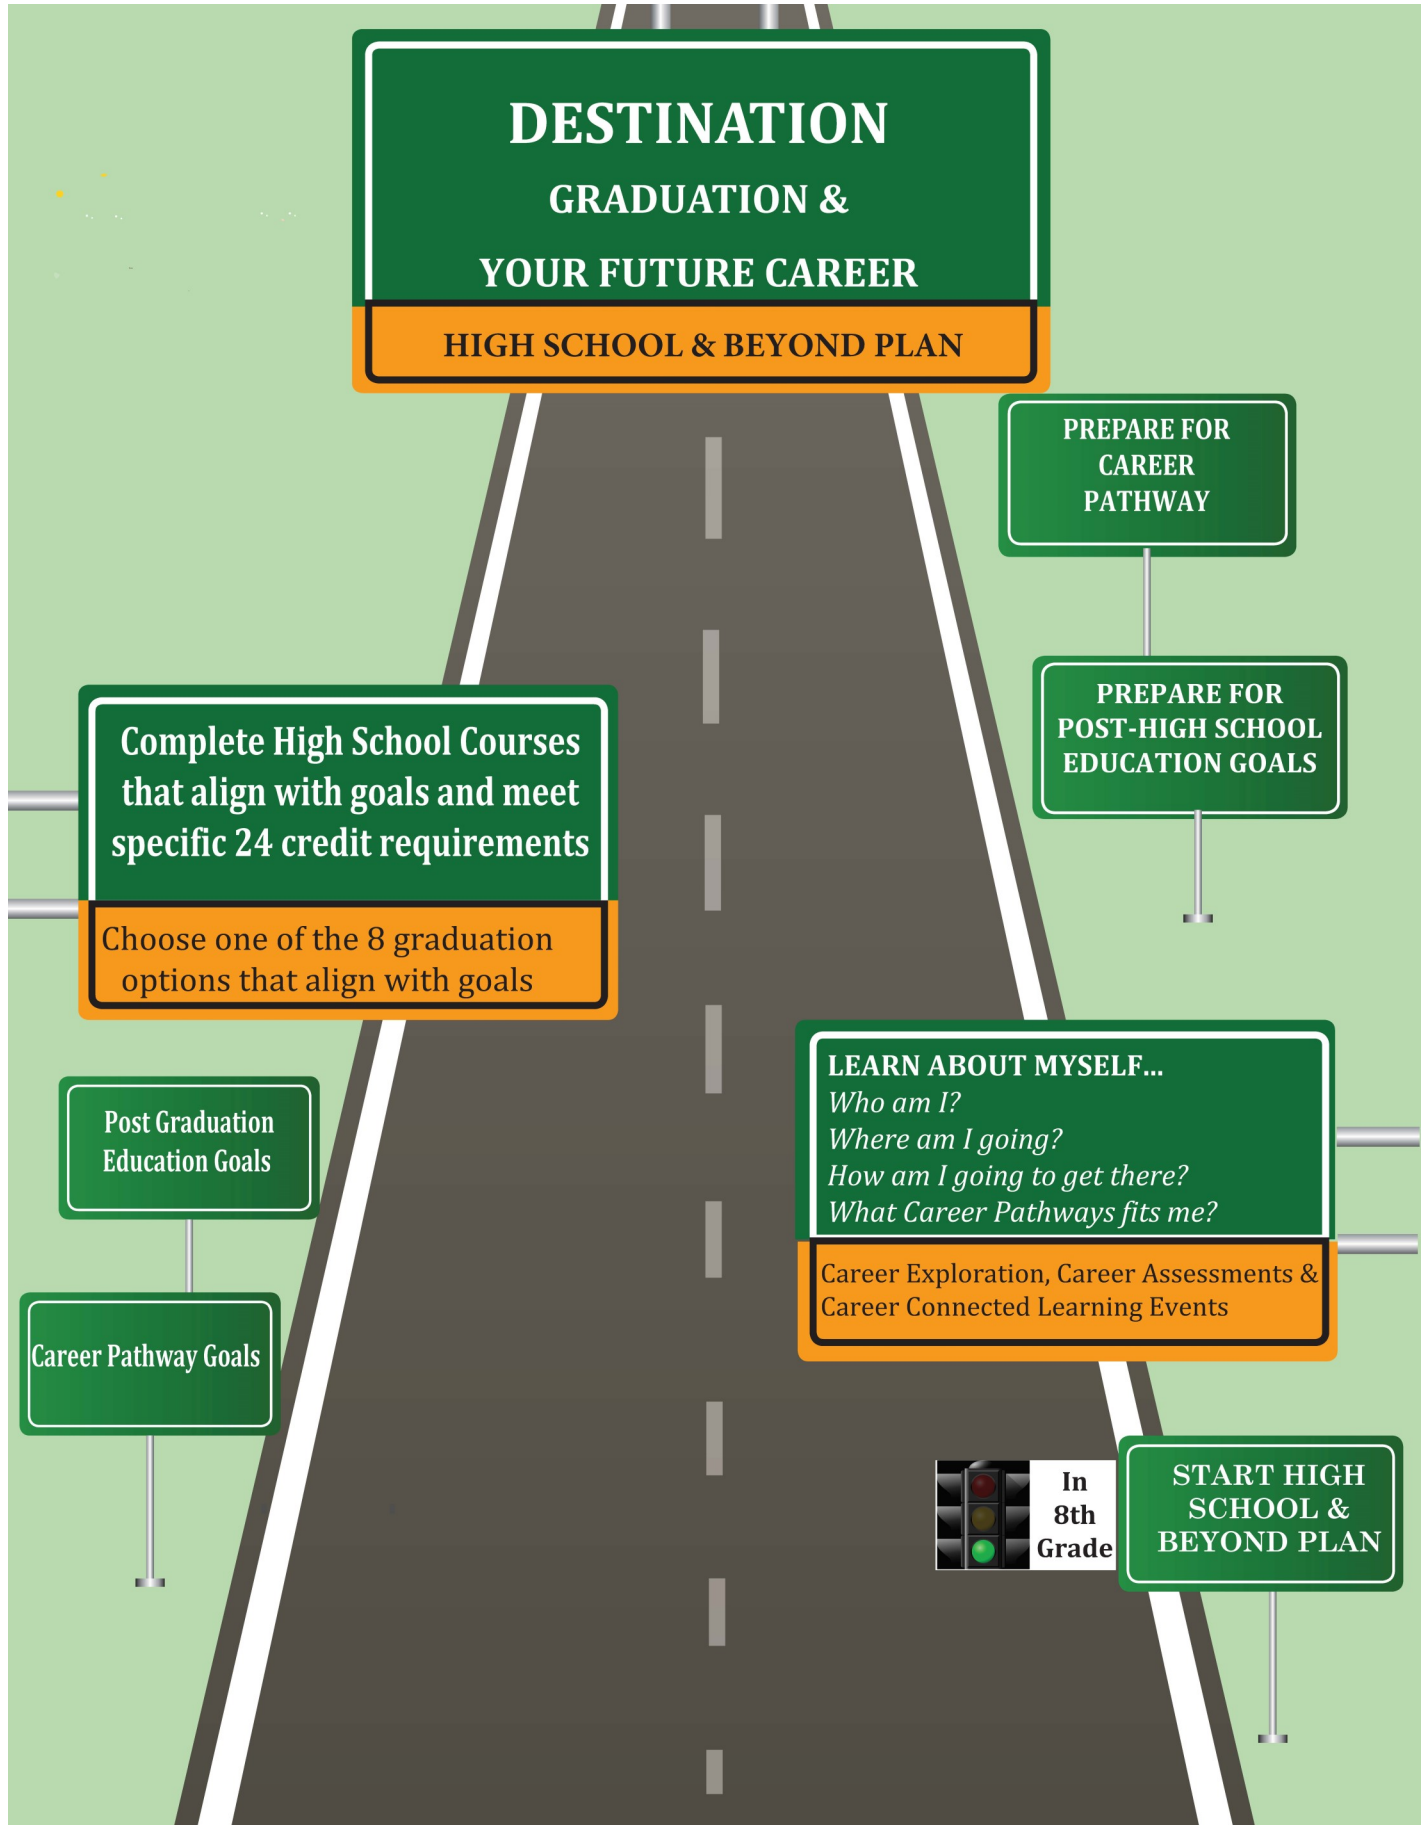 DESTINATION
GRADUATION &
YOUR FUTURE CAREER
HIGH SCHOOL & BEYOND PLAN
PREPARE FOR
CAREER
PATHWAY
PREPARE FOR
POST-HIGH SCHOOL
EDUCATION GOALS
Complete High School Courses
that align with goals and meet
specific 24 credit requirements
Choose one of the 8 graduation
options that align with goals
LEARN ABOUT MYSELF...
Who am I?
Where am I going?
How am I going to get there?
What Career Pathways fits me?
Career Exploration, Career Assessments &
Career Connected Learning Events
Post Graduation
Education Goals
Career Pathway Goals
In
8th
Grade
START HIGH
SCHOOL &
BEYOND PLAN